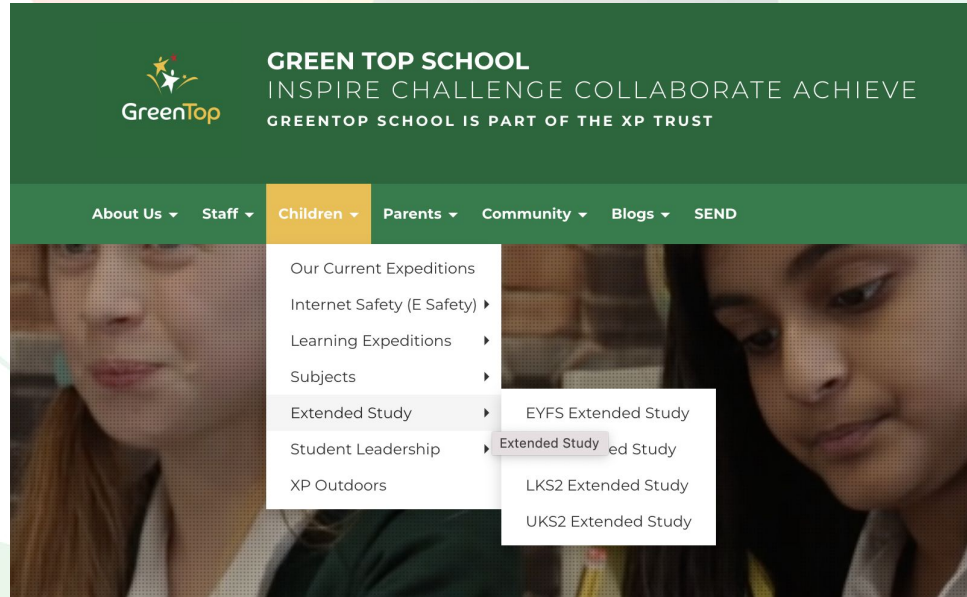 GreenTop
GREEN TOP SCHOOL
INSPIRE CHALLENGE COLLABORATE ACHIEVE
GREENTOP SCHOOL IS PART OF THE XP TRUST
About Us Staff Children Parents Community Blogs SEND
Our Current Expeditions
Internet Safety (E Safety)
Learning Expeditions
Subjects
Extended Study
Student Leadership
XP Outdoors
EYFS Extended Study
Extended Study
ed Study
LKS2 Extended Study
UKS2 Extended Study